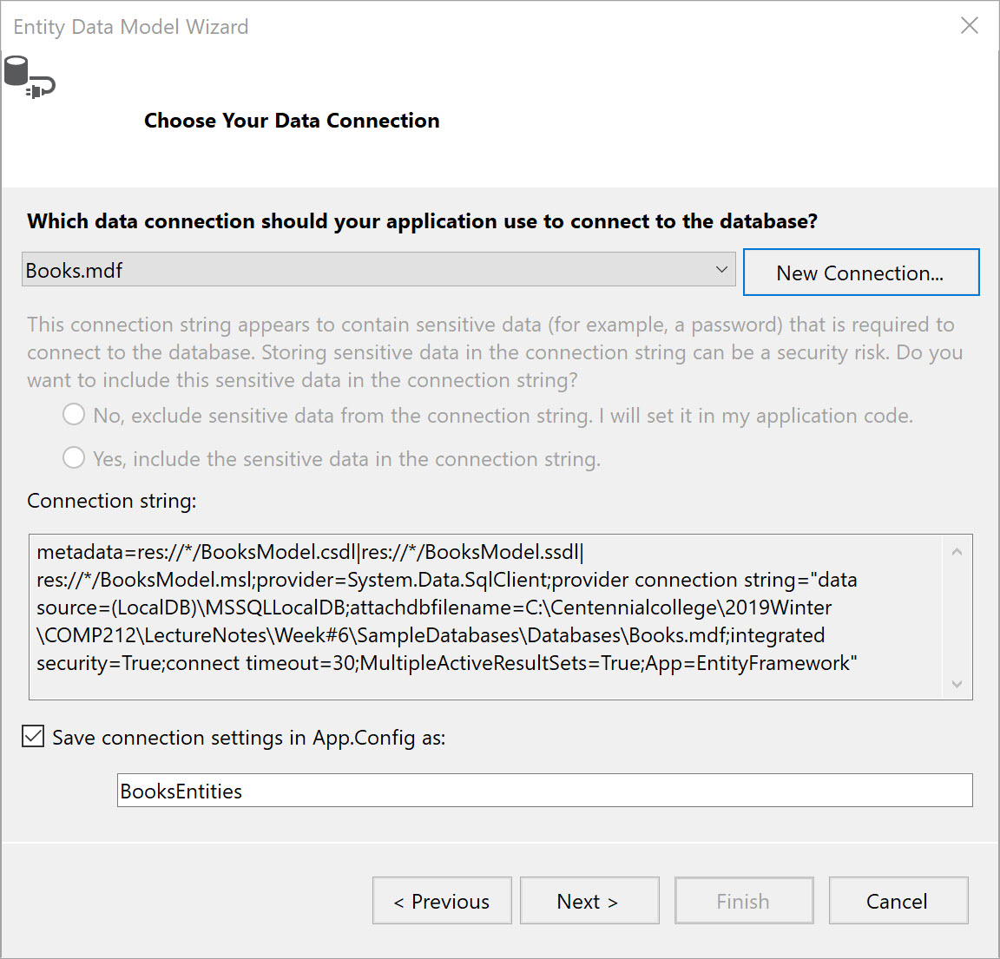 Entity Data Model Wizard
Choose Your Data Connection
Which data connection should your application use to connect to the database?
Books.mdf
New Connection...
This connection string appears to contain sensitive data (for example, a password) that is required to
connect to the database. Storing sensitive data in the connection string can be a security risk. Do you
want to include this sensitive data in the connection string?
No, exclude sensitive data from the connection string. I will set it in my application code.
Yes, include the sensitive data in the connection string.
Connection string:
metadata=res://*/BooksModel.csdl|res://*/BooksModel.ssdl|
res://*/BooksModel.msl;provider=System.Data.SqlClient;provider connection string="data
source=(LocalDB)\MSSQLLocalDB;attachdbfilename=C:\Centennialcollege\2019Winter
\COMP212\LectureNotes\Week#6\SampleDatabases\Databases\Books.mdf;integrated
security=True;connect timeout=30;MultipleActiveResultSets=True;App=EntityFramework"
Save connection settings in App.Config as:
BooksEntities
< Previous
Next >
Finish
Cancel